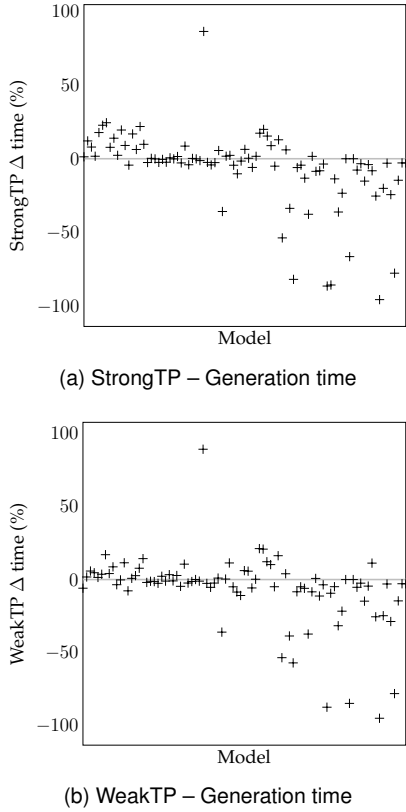 100
50
0
−50
−100
StrongTP Δ time (%)
Model
(a) StrongTP – Generation time
100
50
0
−50
−100
WeakTP Δ time (%)
Model
(b) WeakTP – Generation time